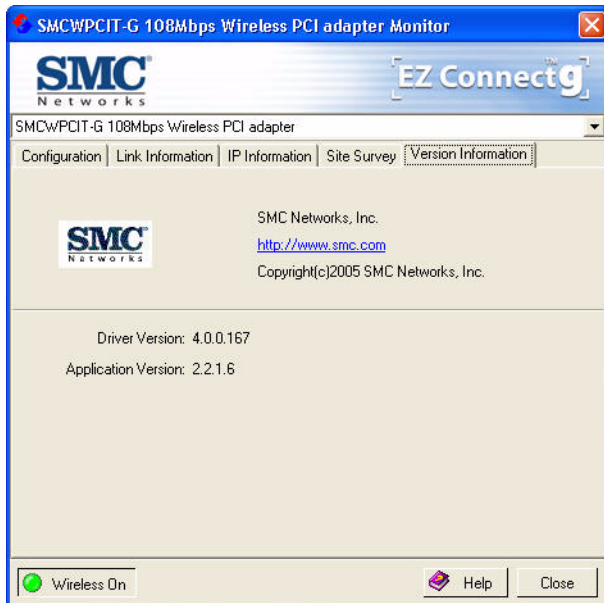 SMCWPCIT-G 108Mbps Wireless PCI adapter Monitor
SMC®
Networks
EZ Connect™ g
SMCWPCIT-G 108Mbps Wireless PCI adapter
Configuration
Link Information
IP Information
Site Survey
Version Information
SMC®
Networks
SMC Networks, Inc.
http://www.smc.com
Copyright(c)2005 SMC Networks, Inc.
Driver Version: 4.0.0.167
Application Version: 2.2.1.6
Wireless On
Help
Close